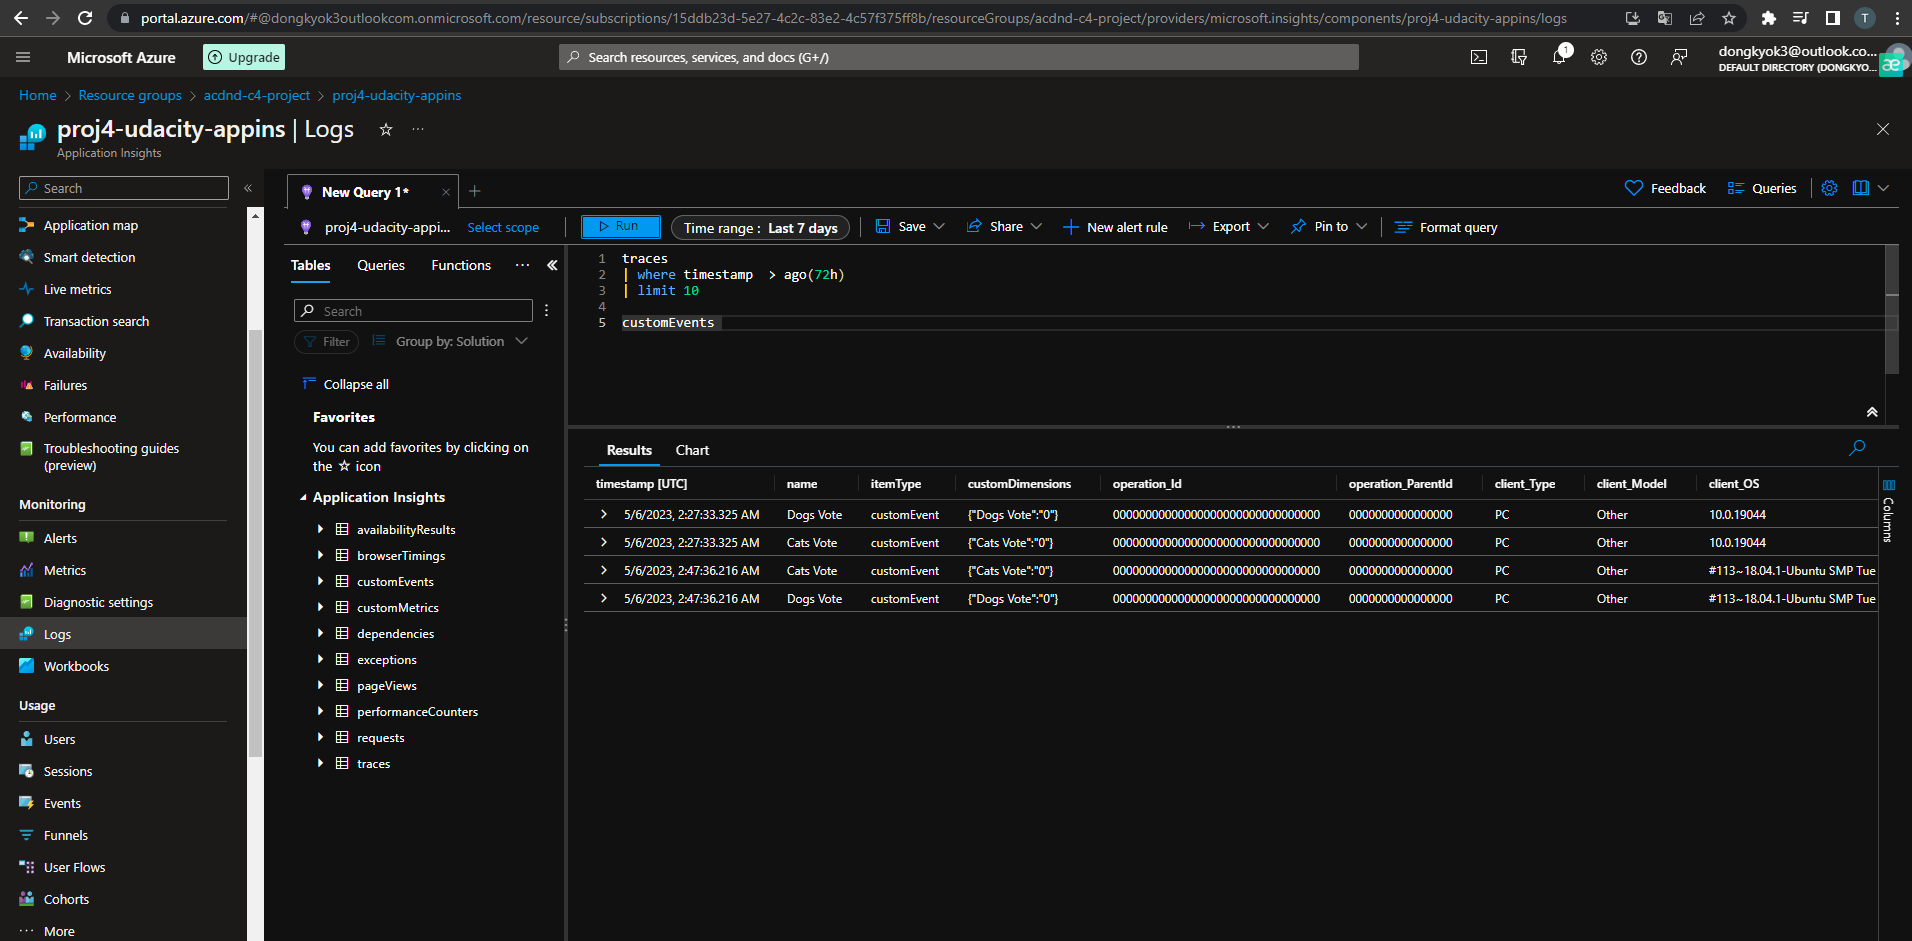 portal.azure.com/#@dongkyok3outlookcom.onmicrosoft.com/resource/subscriptions/15ddb23d-5e27-4c2c-83e2-4c57f375ff8b/resourceGroups/acdnd-c4-project/providers/microsoft.insights/components/proj4-udacity-appins/logs
T
Microsoft Azure
Upgrade
Search resources, services, and docs (G+/)
1
dongkyok3@outlook.co...
DEFAULT DIRECTORY (DONGKYO...
æ
Home > Resource groups > acdnd-c4-project > proj4-udacity-appins
proj4-udacity-appins | Logs
Application Insights
Search
Application map
Smart detection
Live metrics
Transaction search
Availability
Failures
Performance
Troubleshooting guides
(preview)
Monitoring
Alerts
Metrics
Diagnostic settings
Logs
Workbooks
Usage
Users
Sessions
Events
Funnels
User Flows
Cohorts
More
New Query 1*
Feedback
Queries
proj4-udacity-appi...
Select scope
Run
Time range : Last 7 days
Save
Share
New alert rule
Export
Pin to
Format query
Tables
Queries
Functions
Search
Filter
Group by: Solution
Collapse all
Favorites
You can add favorites by clicking on
the ☆ icon
Application Insights
availabilityResults
browserTimings
customEvents
customMetrics
dependencies
exceptions
pageViews
performanceCounters
requests
traces
1 traces
2 | where timestamp > ago(72h)
3 | limit 10
4
5 customEvents
Results
Chart
timestamp [UTC] name itemType customDimensions operation_Id operation_ParentId client_Type client_Model client_OS
5/6/2023, 2:27:33.325 AM Dogs Vote customEvent {"Dogs Vote":"0"} 00000000000000000000000000000000 0000000000000000 PC Other 10.0.19044
5/6/2023, 2:27:33.325 AM Cats Vote customEvent {"Cats Vote":"0"} 00000000000000000000000000000000 0000000000000000 PC Other 10.0.19044
5/6/2023, 2:47:36.216 AM Cats Vote customEvent {"Cats Vote":"0"} 00000000000000000000000000000000 0000000000000000 PC Other #113~18.04.1-Ubuntu SMP Tue
5/6/2023, 2:47:36.216 AM Dogs Vote customEvent {"Dogs Vote":"0"} 00000000000000000000000000000000 0000000000000000 PC Other #113~18.04.1-Ubuntu SMP Tue
Columns